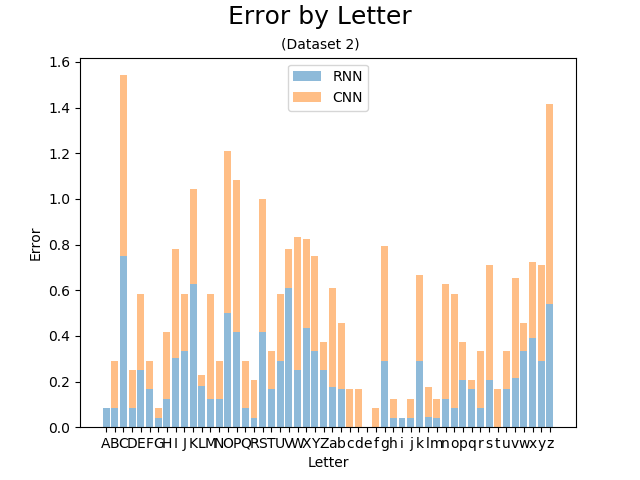 Error by Letter
(Dataset 2)
RNN
CNN
1.6
1.4
1.2
1.0
0.8
0.6
0.4
0.2
0.0
Error
A B C D E F G H I J K L M N O P Q R S T U V W X Y Z a b c d e f g h i j k l m n o p q r s t u v w x y z
Letter